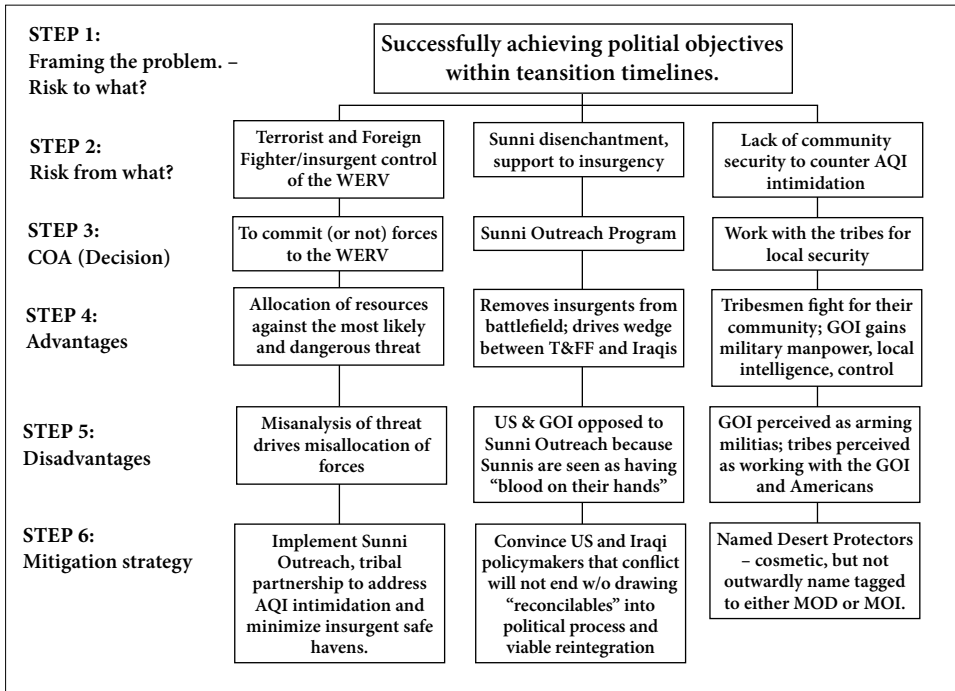 STEP 1:
Framing the problem. –
Risk to what?
Successfully achieving politial objectives
within teansition timelines.
STEP 2:
Risk from what?
Terrorist and Foreign
Fighter/insurgent control
of the WERV
Sunni disenchantment,
support to insurgency
Lack of community
security to counter AQI
intimidation
STEP 3:
COA (Decision)
To commit (or not) forces
to the WERV
Sunni Outreach Program
Work with the tribes for
local security
STEP 4:
Advantages
Allocation of resources
against the most likely
and dangerous threat
Removes insurgents from
battlefield; drives wedge
between T&FF and Iraqis
Tribesmen fight for their
community; GOI gains
military manpower, local
intelligence, control
STEP 5:
Disadvantages
Misanalysis of threat
drives misallocation of
forces
US & GOI opposed to
Sunni Outreach because
Sunnis are seen as having
“blood on their hands”
GOI perceived as arming
militias; tribes perceived
as working with the GOI
and Americans
STEP 6:
Mitigation strategy
Implement Sunni
Outreach, tribal
partnership to address
AQI intimidation and
minimize insurgent safe
havens.
Convince US and Iraqi
policymakers that conflict
will not end w/o drawing
“reconcilables” into
political process and
viable reintegration
Named Desert Protectors
– cosmetic, but not
outwardly name tagged
to either MOD or MOI.